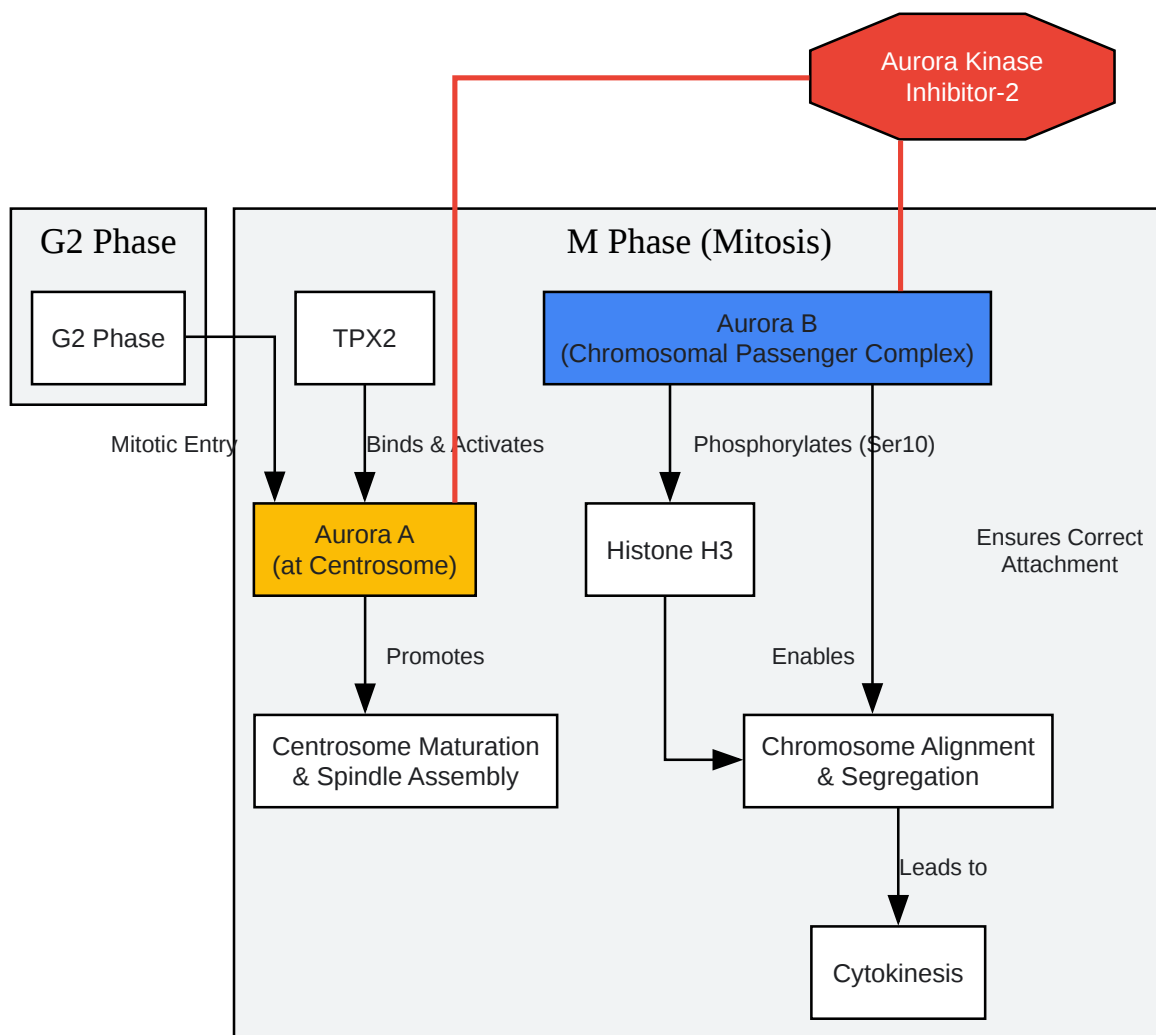 Aurora Kinase
Inhibitor-2
G2 Phase
M Phase (Mitosis)
G2 Phase
TPX2
Aurora B
(Chromosomal Passenger Complex)
Mitotic Entry
Binds & Activates
Phosphorylates (Ser10)
Aurora A
(at Centrosome)
Histone H3
Ensures Correct
Attachment
Promotes
Enables
Centrosome Maturation
& Spindle Assembly
Chromosome Alignment
& Segregation
Leads to
Cytokinesis